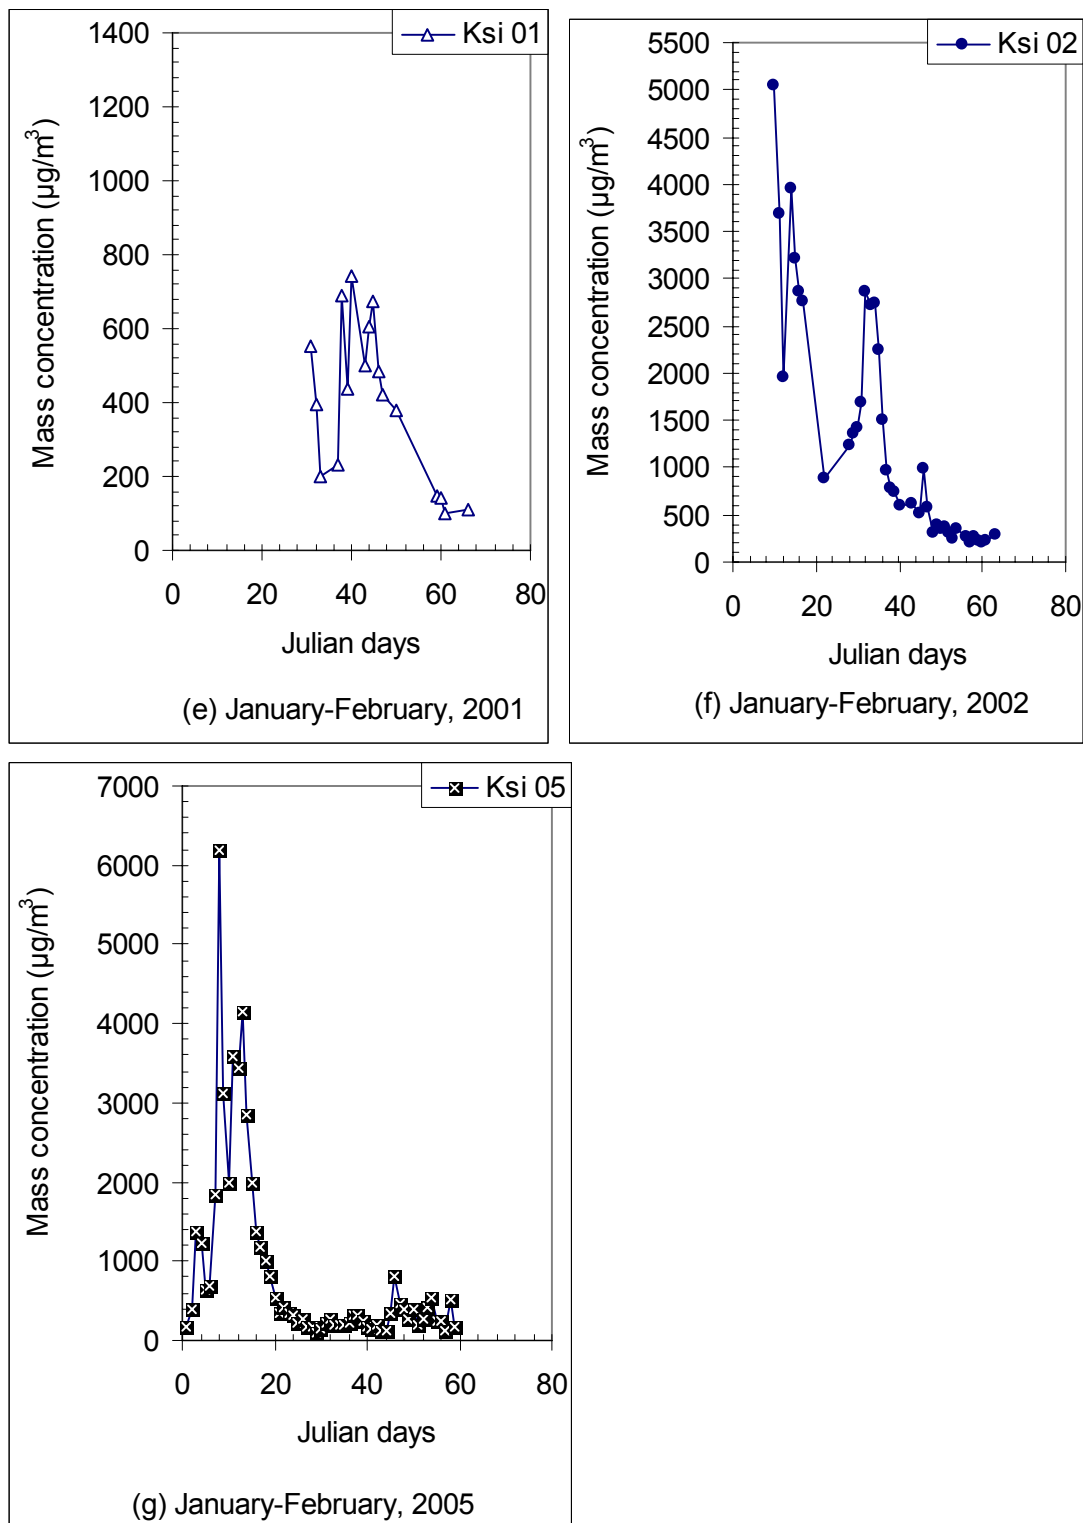 Ksi 01
1400
1200
1000
800
600
400
200
0
Mass concentration (µg/m³)
0 20 40 60 80
Julian days
(e) January-February, 2001
Ksi 02
5500
5000
4500
4000
3500
3000
2500
2000
1500
1000
500
0
Mass concentration (µg/m³)
0 20 40 60 80
Julian days
(f) January-February, 2002
Ksi 05
7000
6000
5000
4000
3000
2000
1000
0
Mass concentration (µg/m³)
0 20 40 60 80
Julian days
(g) January-February, 2005